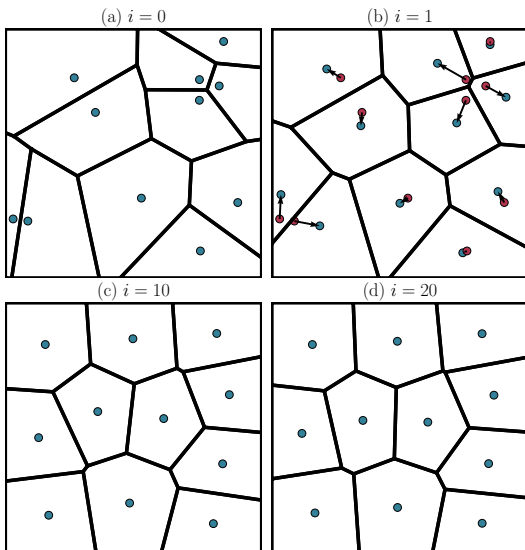 (a) i = 0
(b) i = 1
(c) i = 10
(d) i = 20